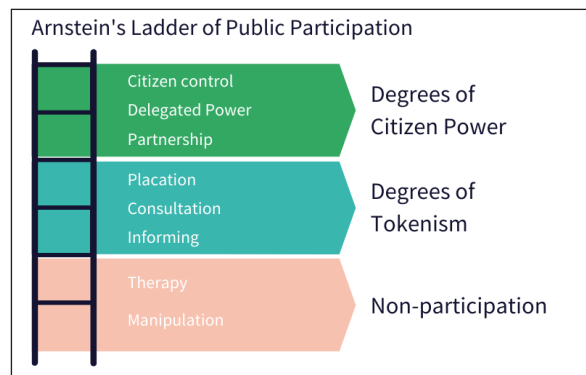 Arnstein's Ladder of Public Participation
Citizen control
Delegated Power
Partnership
Degrees of
Citizen Power
Placation
Consultation
Informing
Degrees of
Tokenism
Therapy
Manipulation
Non-participation